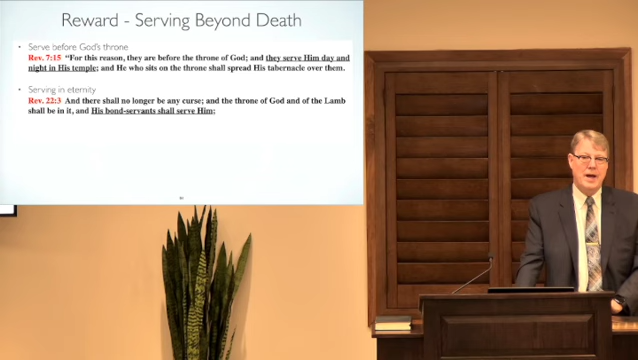 Reward - Serving Beyond Death
• Serve before God's throne
Rev. 7:15 “For this reason, they are before the throne of God; and they serve Him day and
night in His temple; and He who sits on the throne shall spread His tabernacle over them.
• Serving in eternity
Rev. 22:3 And there shall no longer be any curse; and the throne of God and of the Lamb
shall be in it, and His bond-servants shall serve Him;